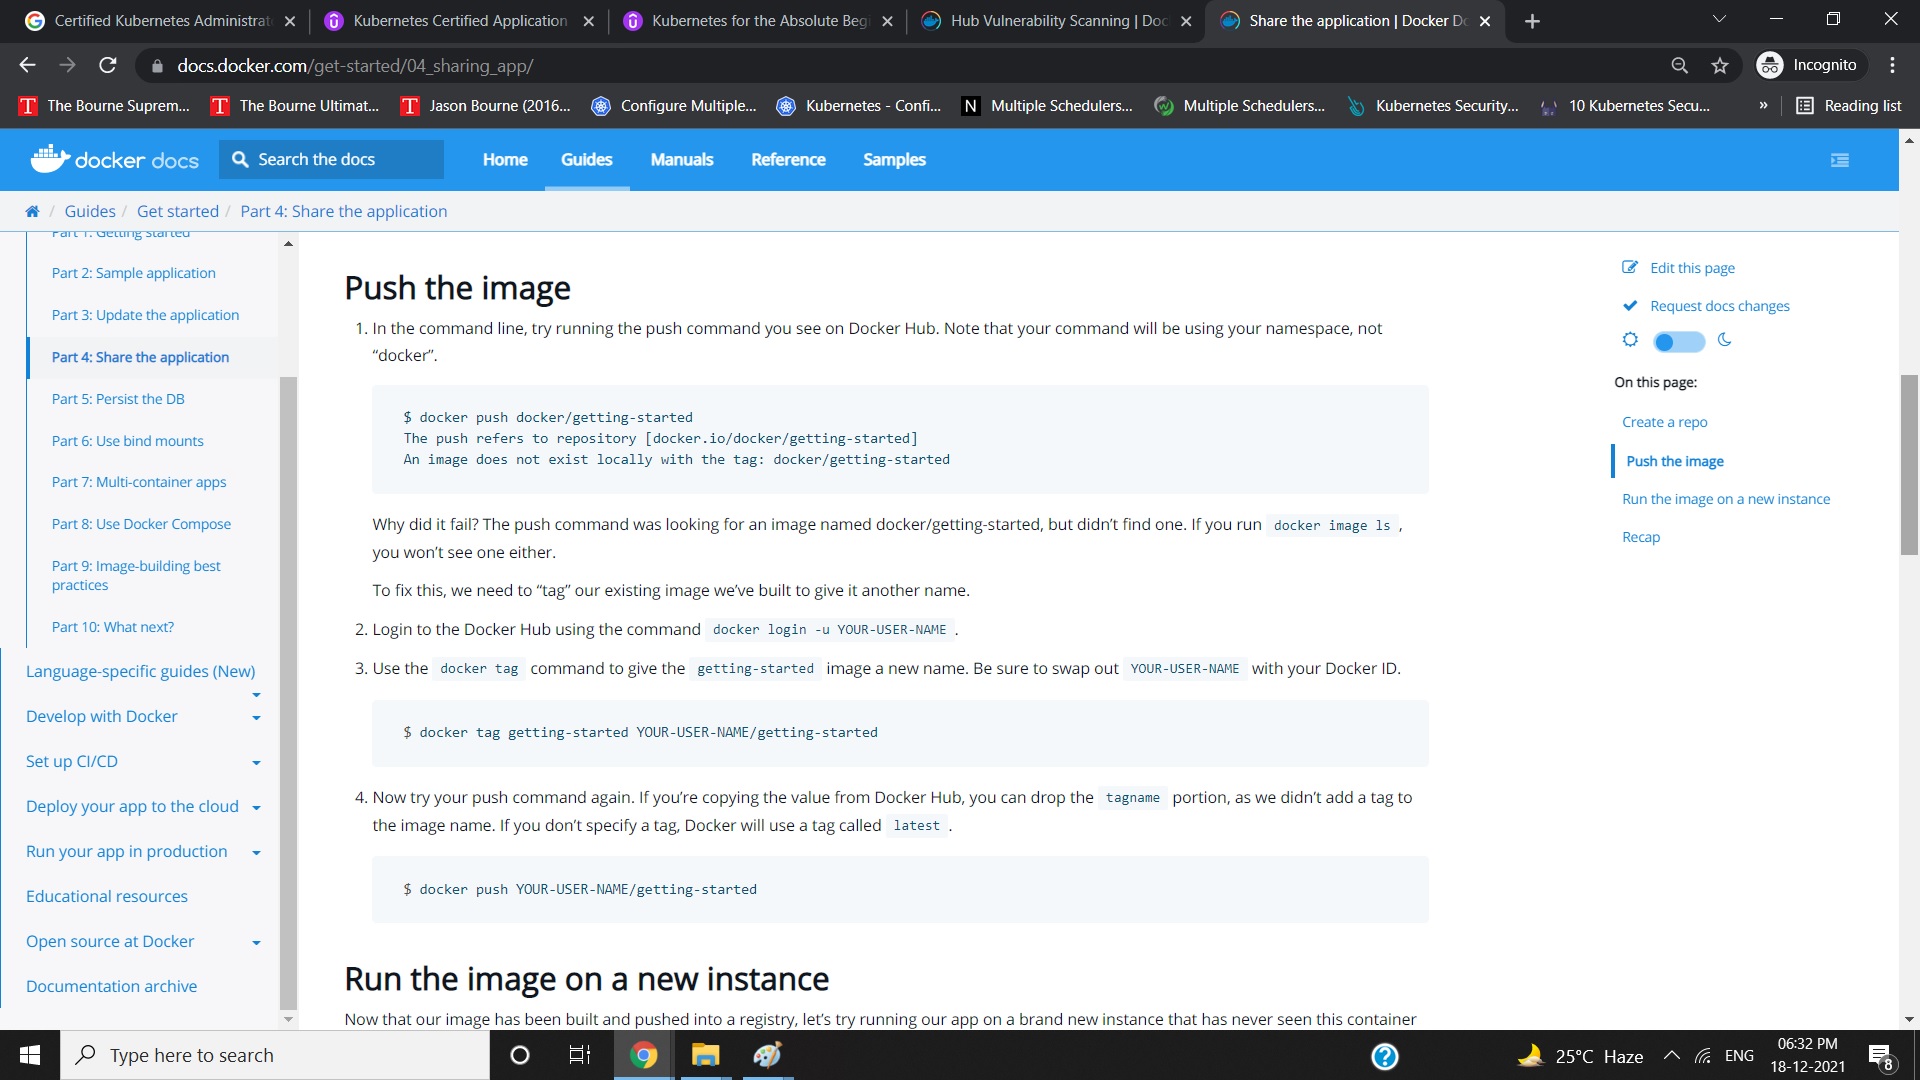 Certified Kubernetes Administrat
Kubernetes Certified Application
Kubernetes for the Absolute Beg
Hub Vulnerability Scanning | Doc
Share the application | Docker Do
docs.docker.com/get-started/04_sharing_app/
Incognito
The Bourne Suprem...
The Bourne Ultimat...
Jason Bourne (2016...
Configure Multiple...
Kubernetes - Confi...
Multiple Schedulers...
Multiple Schedulers...
Kubernetes Security...
10 Kubernetes Secu...
»
Reading list
docker docs
Search the docs
Home
Guides
Manuals
Reference
Samples
/ Guides / Get started / Part 4: Share the application
Part 1: Getting started
Part 2: Sample application
Part 3: Update the application
Part 4: Share the application
Part 5: Persist the DB
Part 6: Use bind mounts
Part 7: Multi-container apps
Part 8: Use Docker Compose
Part 9: Image-building best
practices
Part 10: What next?
Language-specific guides (New)
Develop with Docker
Set up CI/CD
Deploy your app to the cloud
Run your app in production
Educational resources
Open source at Docker
Documentation archive
Push the image
1. In the command line, try running the push command you see on Docker Hub. Note that your command will be using your namespace, not
“docker”.
$ docker push docker/getting-started
The push refers to repository [docker.io/docker/getting-started]
An image does not exist locally with the tag: docker/getting-started
Why did it fail? The push command was looking for an image named docker/getting-started, but didn’t find one. If you run docker image ls ,
you won’t see one either.
To fix this, we need to “tag” our existing image we’ve built to give it another name.
2. Login to the Docker Hub using the command docker login -u YOUR-USER-NAME .
3. Use the docker tag command to give the getting-started image a new name. Be sure to swap out YOUR-USER-NAME with your Docker ID.
$ docker tag getting-started YOUR-USER-NAME/getting-started
4. Now try your push command again. If you’re copying the value from Docker Hub, you can drop the tagname portion, as we didn’t add a tag to
the image name. If you don’t specify a tag, Docker will use a tag called latest .
$ docker push YOUR-USER-NAME/getting-started
Run the image on a new instance
Now that our image has been built and pushed into a registry, let’s try running our app on a brand new instance that has never seen this container
Edit this page
Request docs changes
On this page:
Create a repo
Push the image
Run the image on a new instance
Recap
Type here to search
25°C Haze
ENG
06:32 PM
18-12-2021
8